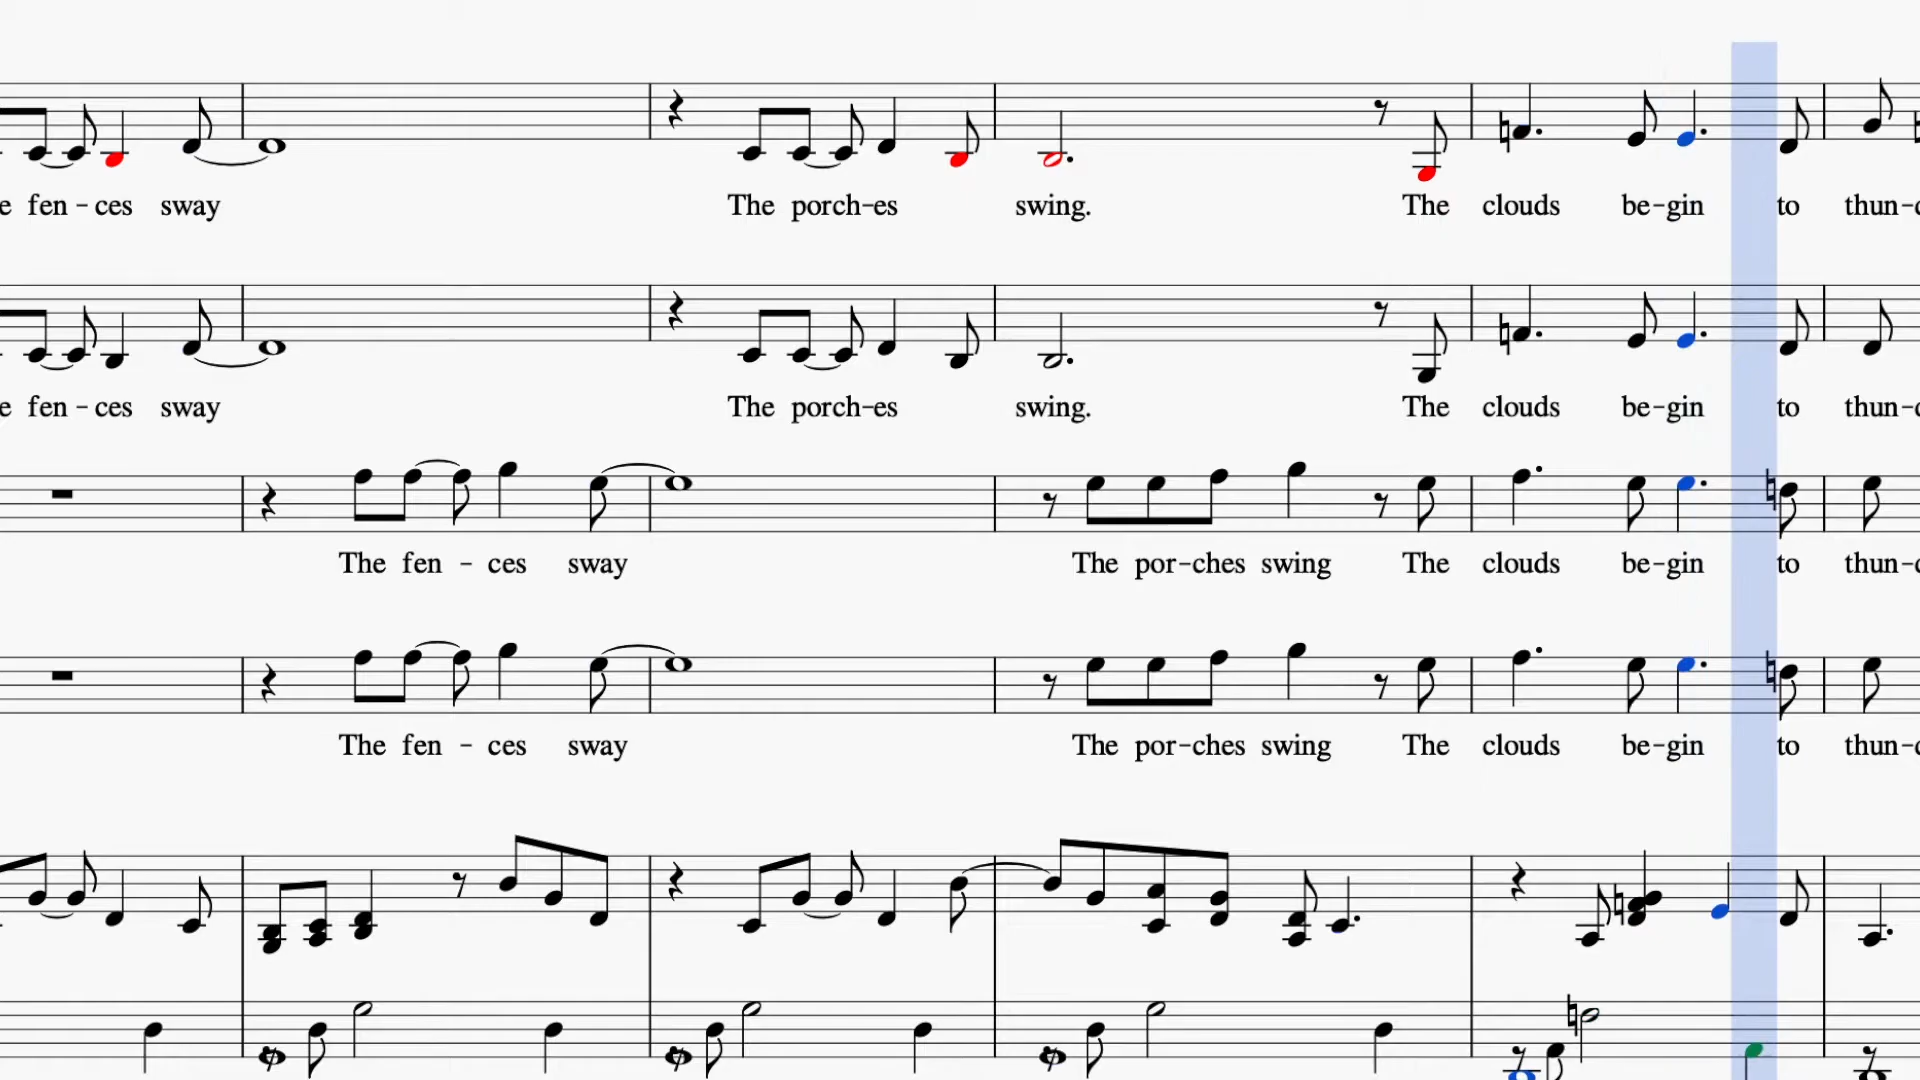 e fen - ces sway The porch-es swing. The clouds be-gin to thun-
e fen - ces sway The porch-es swing. The clouds be-gin to thun-
The fen - ces sway The por-ches swing The clouds be-gin to thun-
The fen - ces sway The por-ches swing The clouds be-gin to thun-